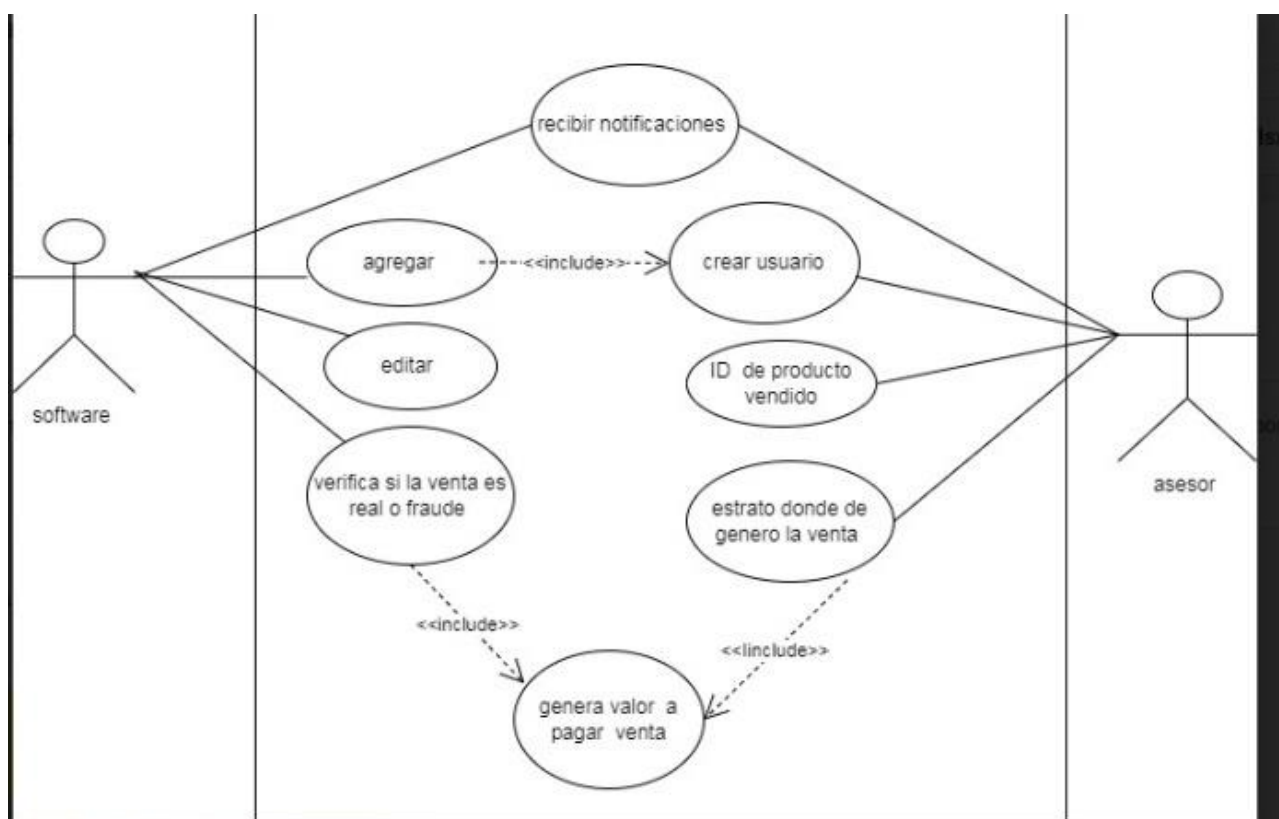 recibir notificaciones
agregar
<<include>>
crear usuario
editar
ID de producto
vendido
software
verifica si la venta es
real o fraude
estrato donde de
genero la venta
asesor
<<include>>
<<linclude>>
genera valor a
pagar venta